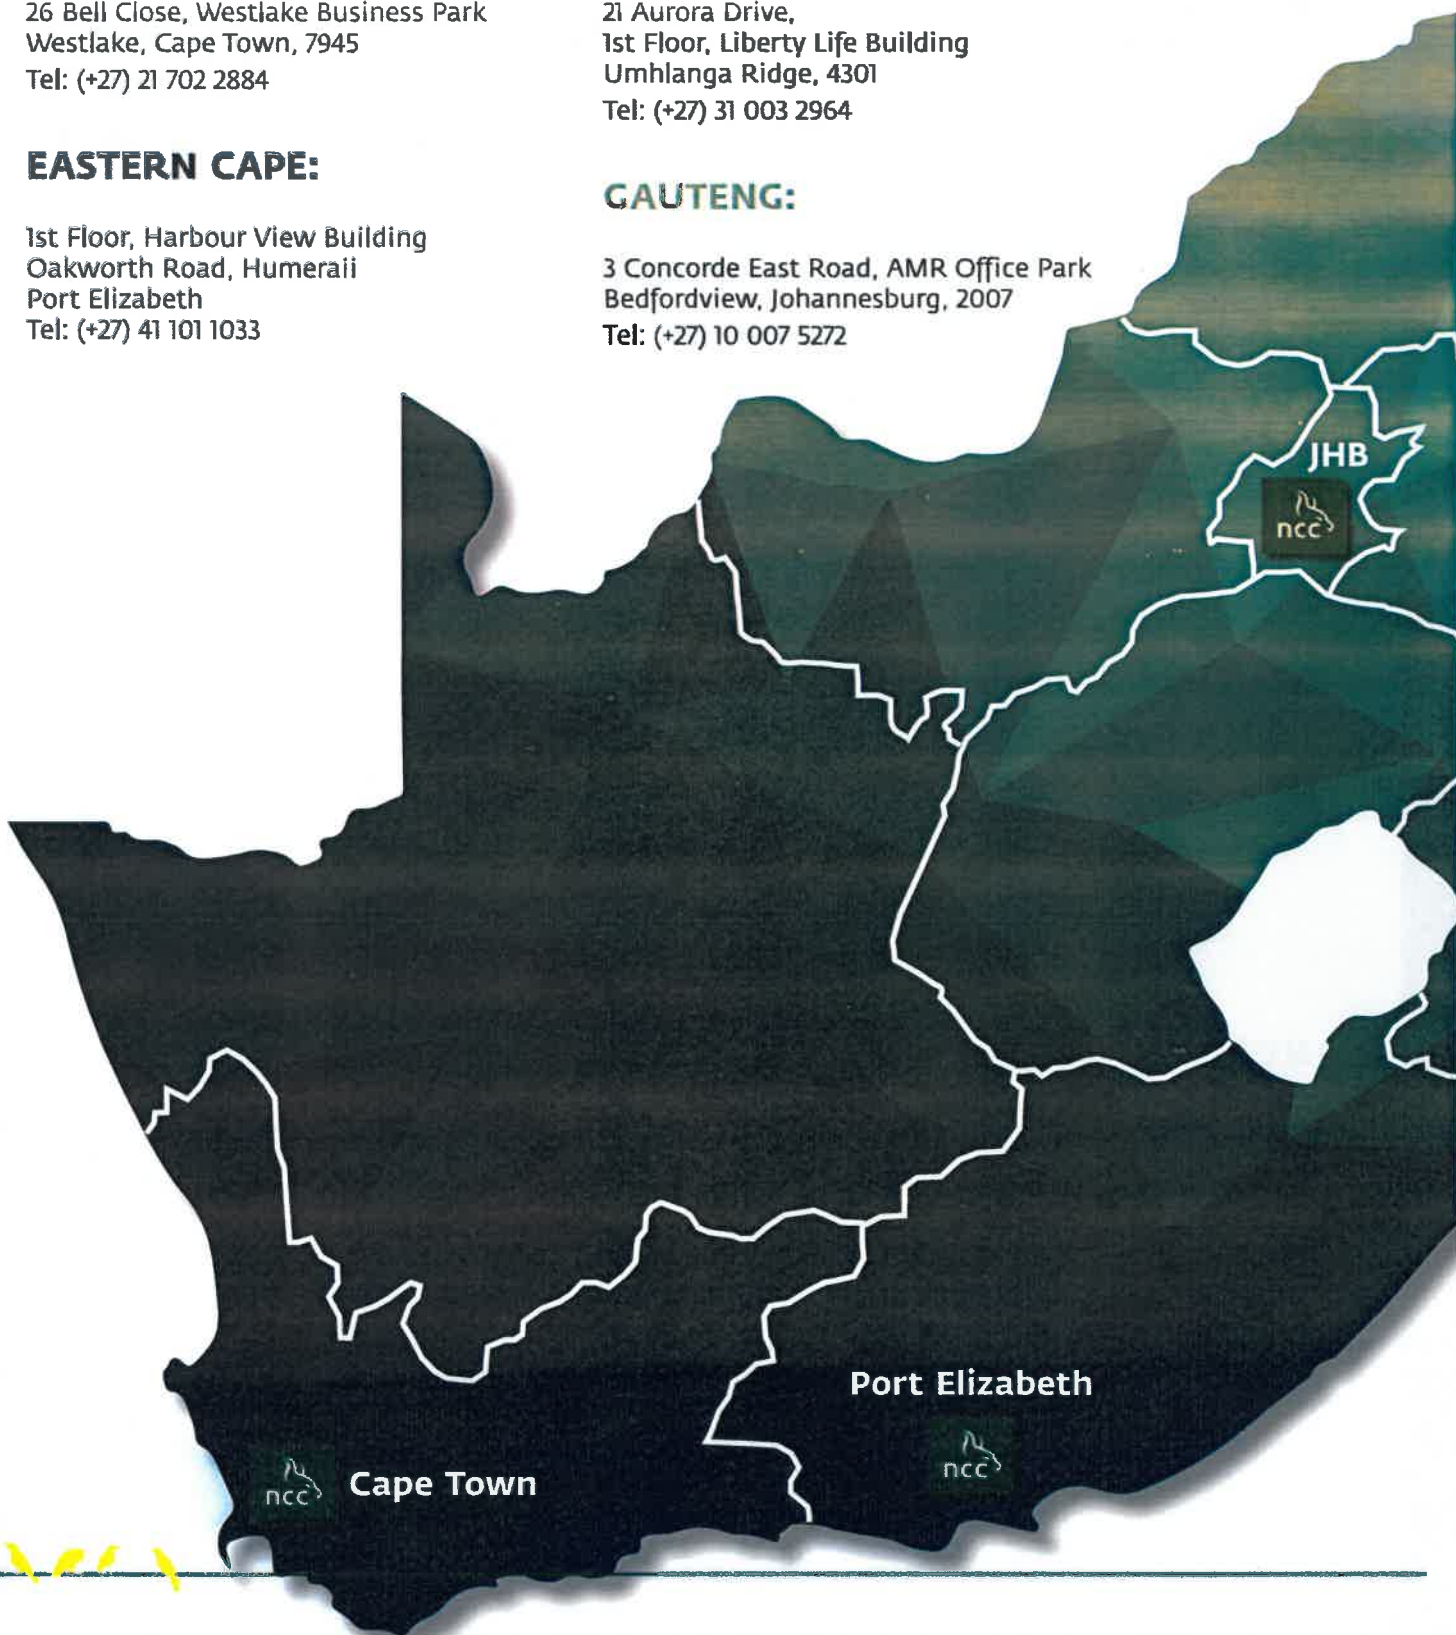 26 Bell Close, Westlake Business Park
Westlake, Cape Town, 7945
Tel: (+27) 21 702 2884
EASTERN CAPE:
1st Floor, Harbour View Building
Oakworth Road, Humeraii
Port Elizabeth
Tel: (+27) 41 101 1033
21 Aurora Drive,
1st Floor, Liberty Life Building
Umhlanga Ridge, 4301
Tel: (+27) 31 003 2964
GAUTENG:
3 Concorde East Road, AMR Office Park
Bedfordview, Johannesburg, 2007
Tel: (+27) 10 007 5272
JHB
ncc
Port Elizabeth
ncc
ncc
Cape Town